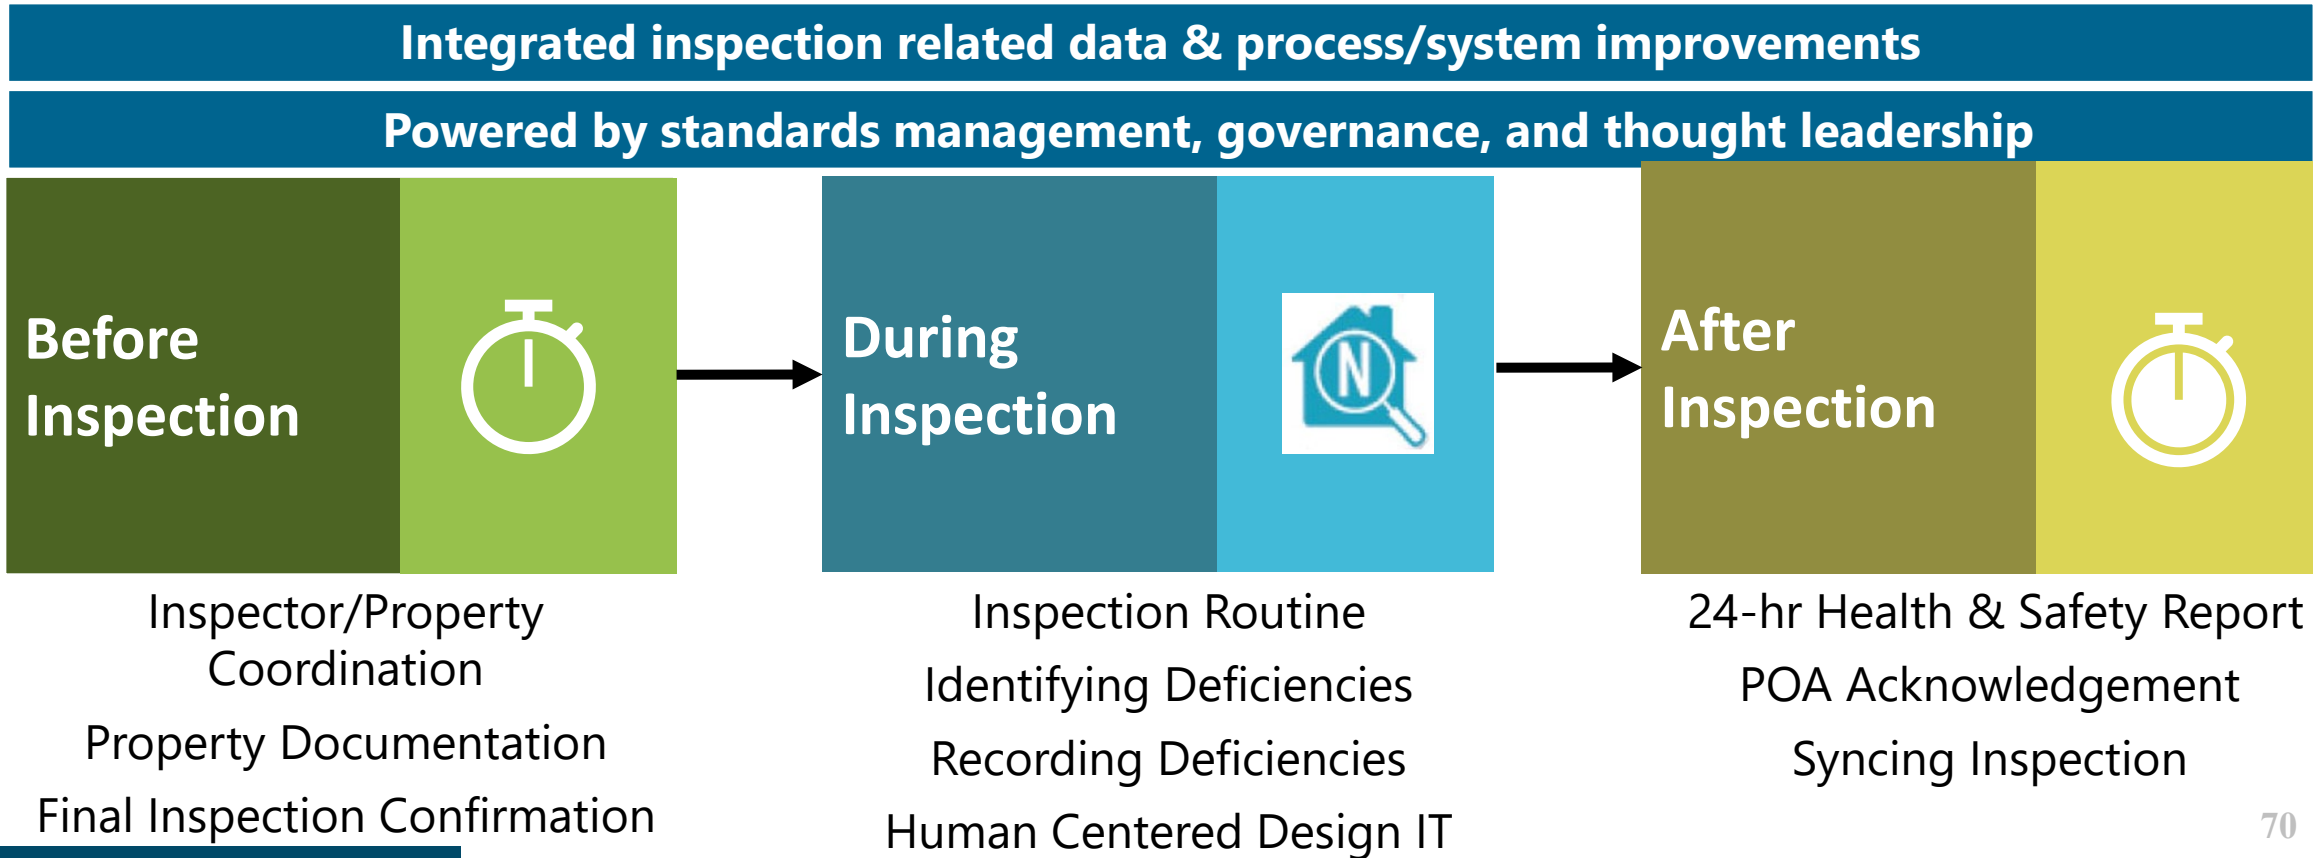 Integrated inspection related data & process/system improvements
Powered by standards management, governance, and thought leadership
Before
Inspection
N
During
Inspection
After
Inspection
Inspector/Property
Coordination
Property Documentation
Final Inspection Confirmation
Inspection Routine
Identifying Deficiencies
Recording Deficiencies
Human Centered Design IT
24-hr Health & Safety Report
POA Acknowledgement
Syncing Inspection
70